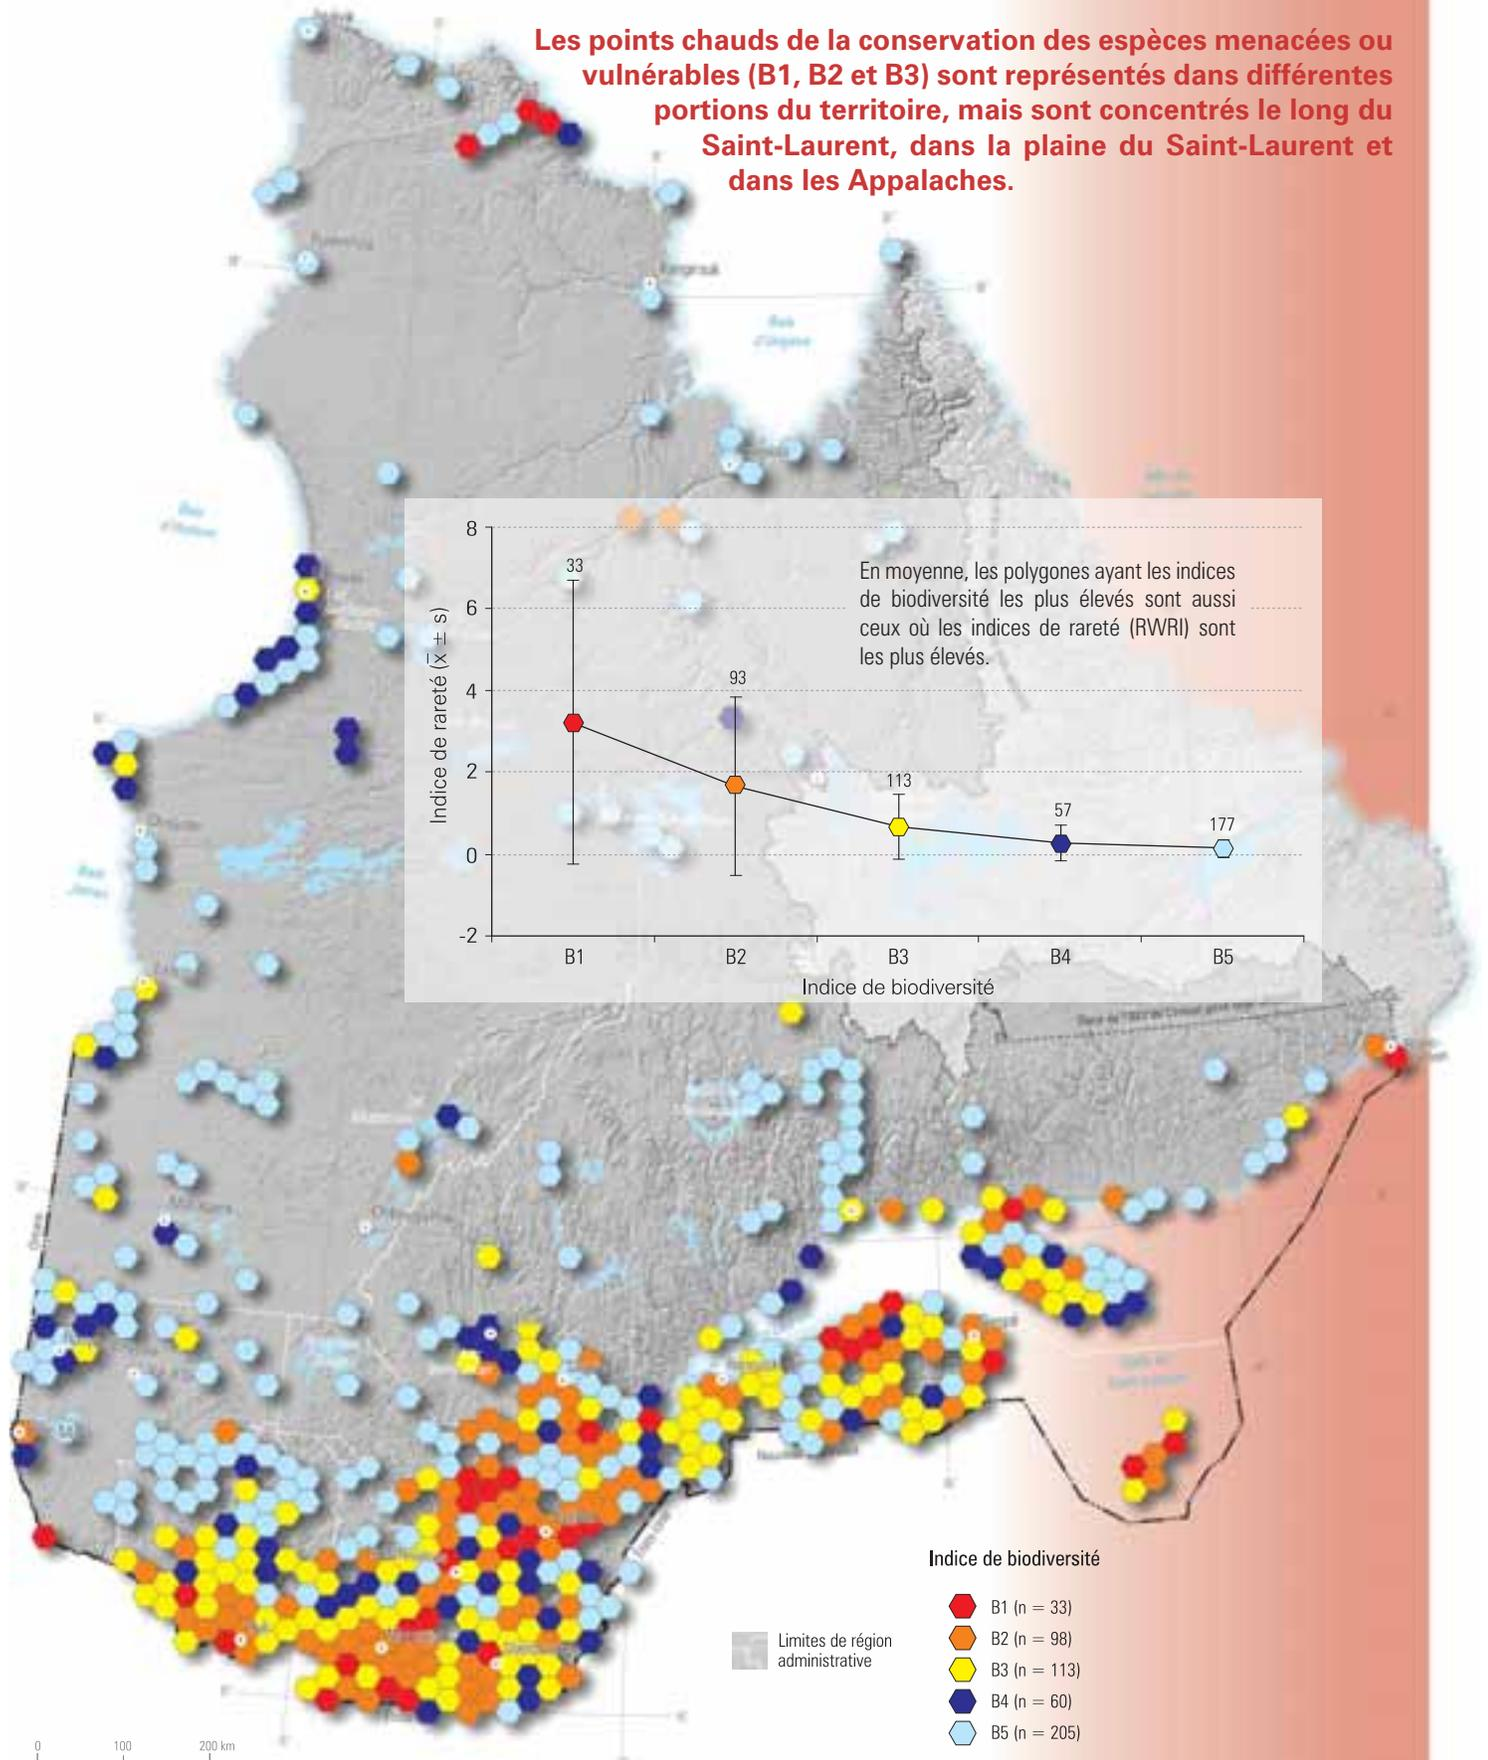 Les points chauds de la conservation des espèces menacées ou
vulnérables (B1, B2 et B3) sont représentés dans différentes
portions du territoire, mais sont concentrés le long du
Saint-Laurent, dans la plaine du Saint-Laurent et
dans les Appalaches.
Baie
d'Ungava
8
6
4
2
0
-2
Indice de rareté (x̄ ± s)
33
93
113
57
177
En moyenne, les polygones ayant les indices
de biodiversité les plus élevés sont aussi
ceux où les indices de rareté (RWRI) sont
les plus élevés.
B1
B2
B3
B4
B5
Indice de biodiversité
Limites de région
administrative
Indice de biodiversité
B1 (n = 33)
B2 (n = 98)
B3 (n = 113)
B4 (n = 60)
B5 (n = 205)
0
100
200 km